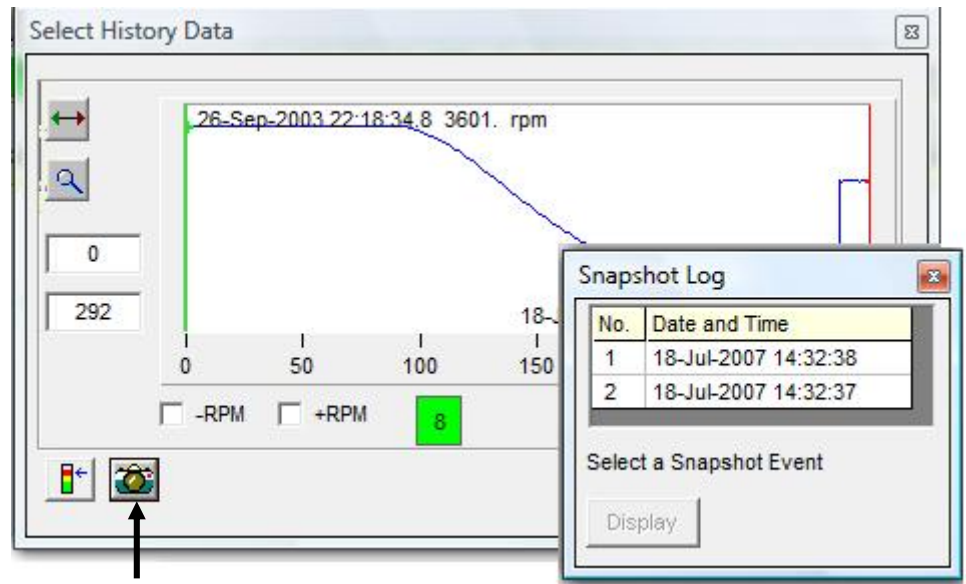 Select History Data
26-Sep-2003 22:18:34.8 3601. rpm
0
292
18-J
0 50 100 150
-RPM +RPM 8
Snapshot Log
No. Date and Time
1 18-Jul-2007 14:32:38
2 18-Jul-2007 14:32:37
Select a Snapshot Event
Display